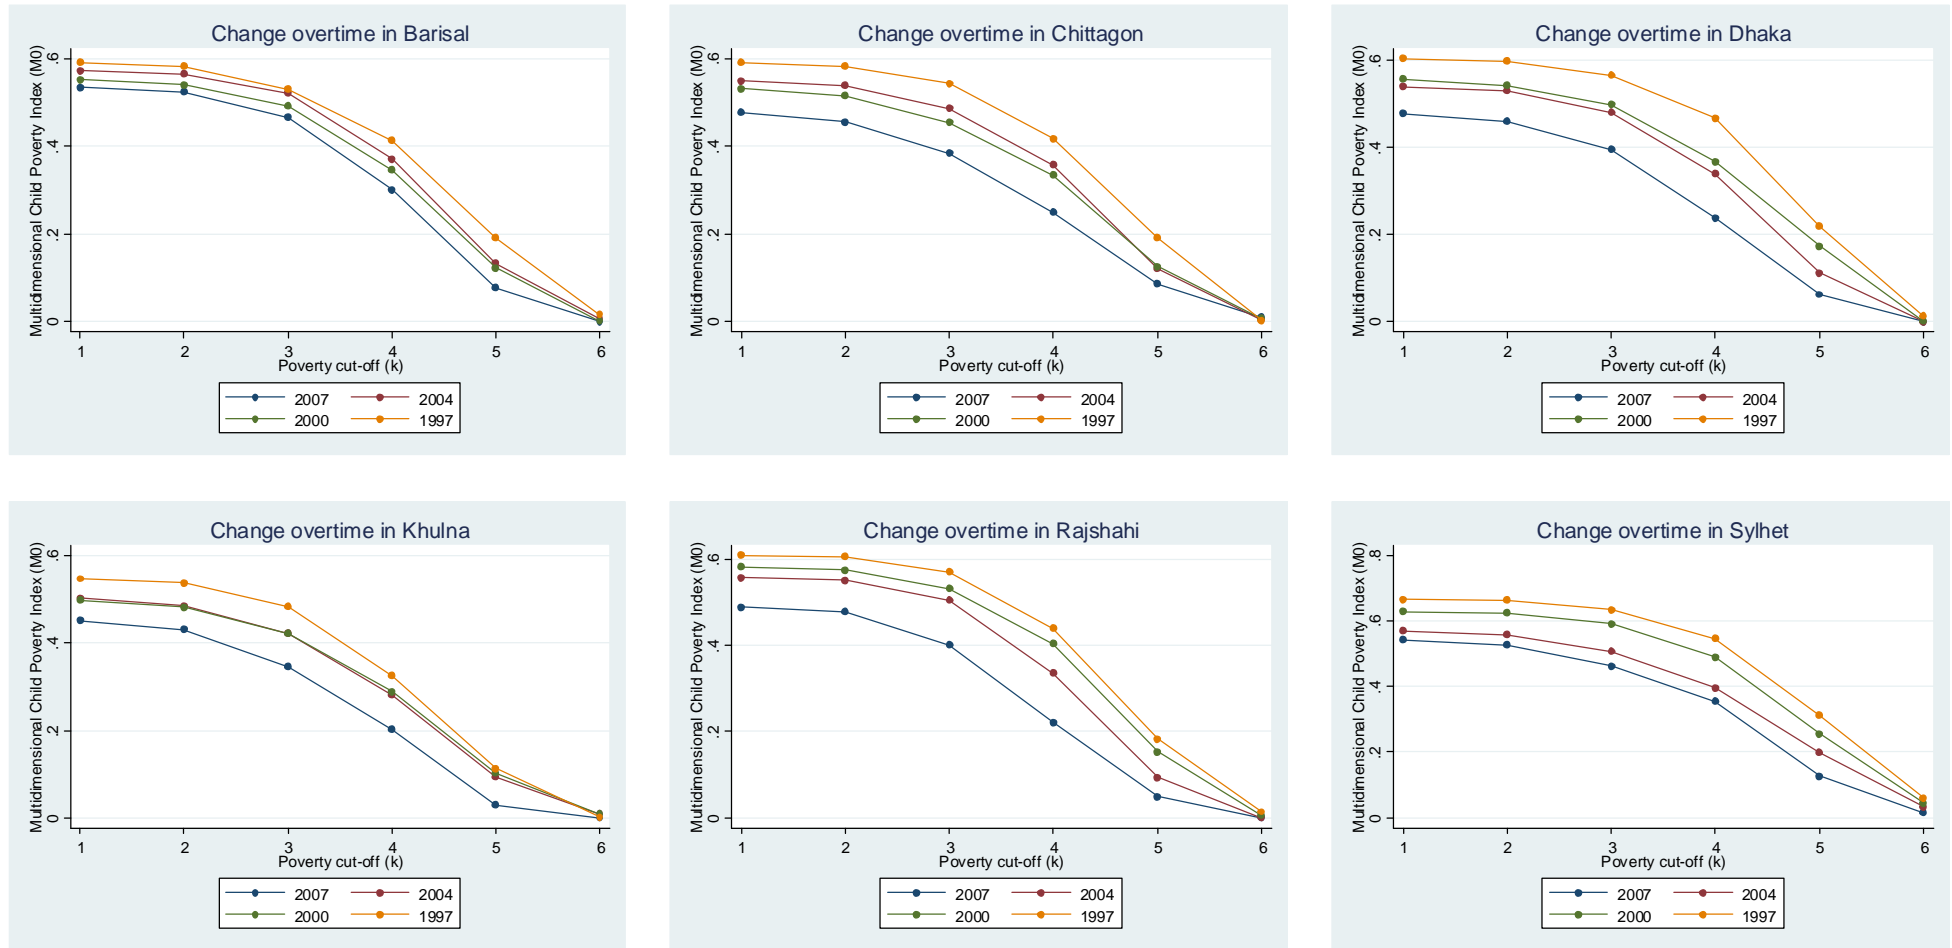 Change overtime in Barisal
Multidimensional Child Poverty Index (M0)
.6
.4
.2
0
1 2 3 4 5 6
Poverty cut-off (k)
2007 2004
2000 1997
Change overtime in Chittagon
Multidimensional Child Poverty Index (M0)
.6
.4
.2
0
1 2 3 4 5 6
Poverty cut-off (k)
2007 2004
2000 1997
Change overtime in Dhaka
Multidimensional Child Poverty Index (M0)
.6
.4
.2
0
1 2 3 4 5 6
Poverty cut-off (k)
2007 2004
2000 1997
Change overtime in Khulna
Multidimensional Child Poverty Index (M0)
.6
.4
.2
0
1 2 3 4 5 6
Poverty cut-off (k)
2007 2004
2000 1997
Change overtime in Rajshahi
Multidimensional Child Poverty Index (M0)
.6
.4
.2
0
1 2 3 4 5 6
Poverty cut-off (k)
2007 2004
2000 1997
Change overtime in Sylhet
Multidimensional Child Poverty Index (M0)
.8
.6
.4
.2
0
1 2 3 4 5 6
Poverty cut-off (k)
2007 2004
2000 1997